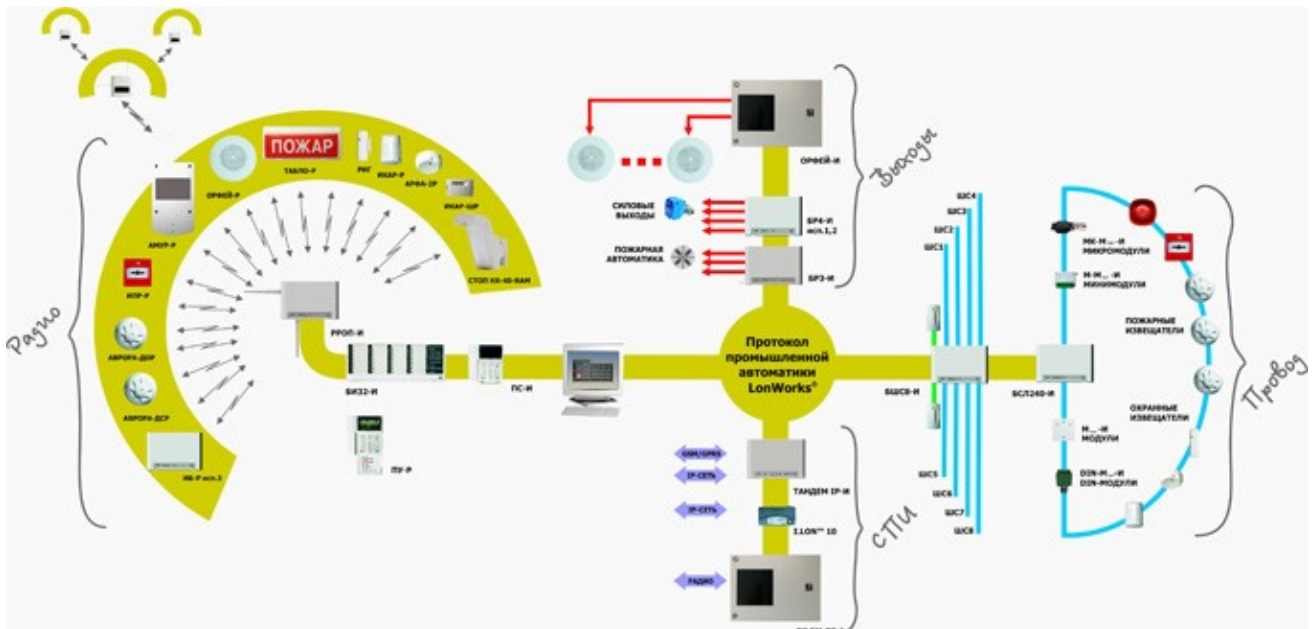 Радио
ОРФЕЙ-Р
ПОЖАР
ТАБЛО-Р
РИГ
ИКАР-Р
АРФА-2Р
ИКАР-ШР
СТОП НК-40-КАМ
АМУР-Р
ИПР-Р
АВРОРА-ДОР
АВРОРА-ДСР
ИБ-Р исп.3
РРОП-И
БИ32-И
ПС-И
ПУ-Р
Протокол
промышленной
автоматики
LonWorks®
Выходы
ОРФЕЙ-И
СИЛОВЫЕ
ВЫХОДЫ
БР4-И
исп.1,2
ПОЖАРНАЯ
АВТОМАТИКА
БР3-И
СПИ
GSM/GPRS
IP-СЕТЬ
ТАНДЕМ IP-И
IP-СЕТЬ
I.LON™ 10
РАДИО
ШС4
ШС3
ШС2
ШС1
БШС8-И
ШС5
ШС6
ШС7
ШС8
БСЛ240-И
Провод
МК-М...-И
МИКРОМОДУЛИ
М-М...-И
МИНИМОДУЛИ
ПОЖАРНЫЕ
ИЗВЕЩАТЕЛИ
ОХРАННЫЕ
ИЗВЕЩАТЕЛИ
М...-И
МОДУЛИ
DIN-М...-И
DIN-МОДУЛИ